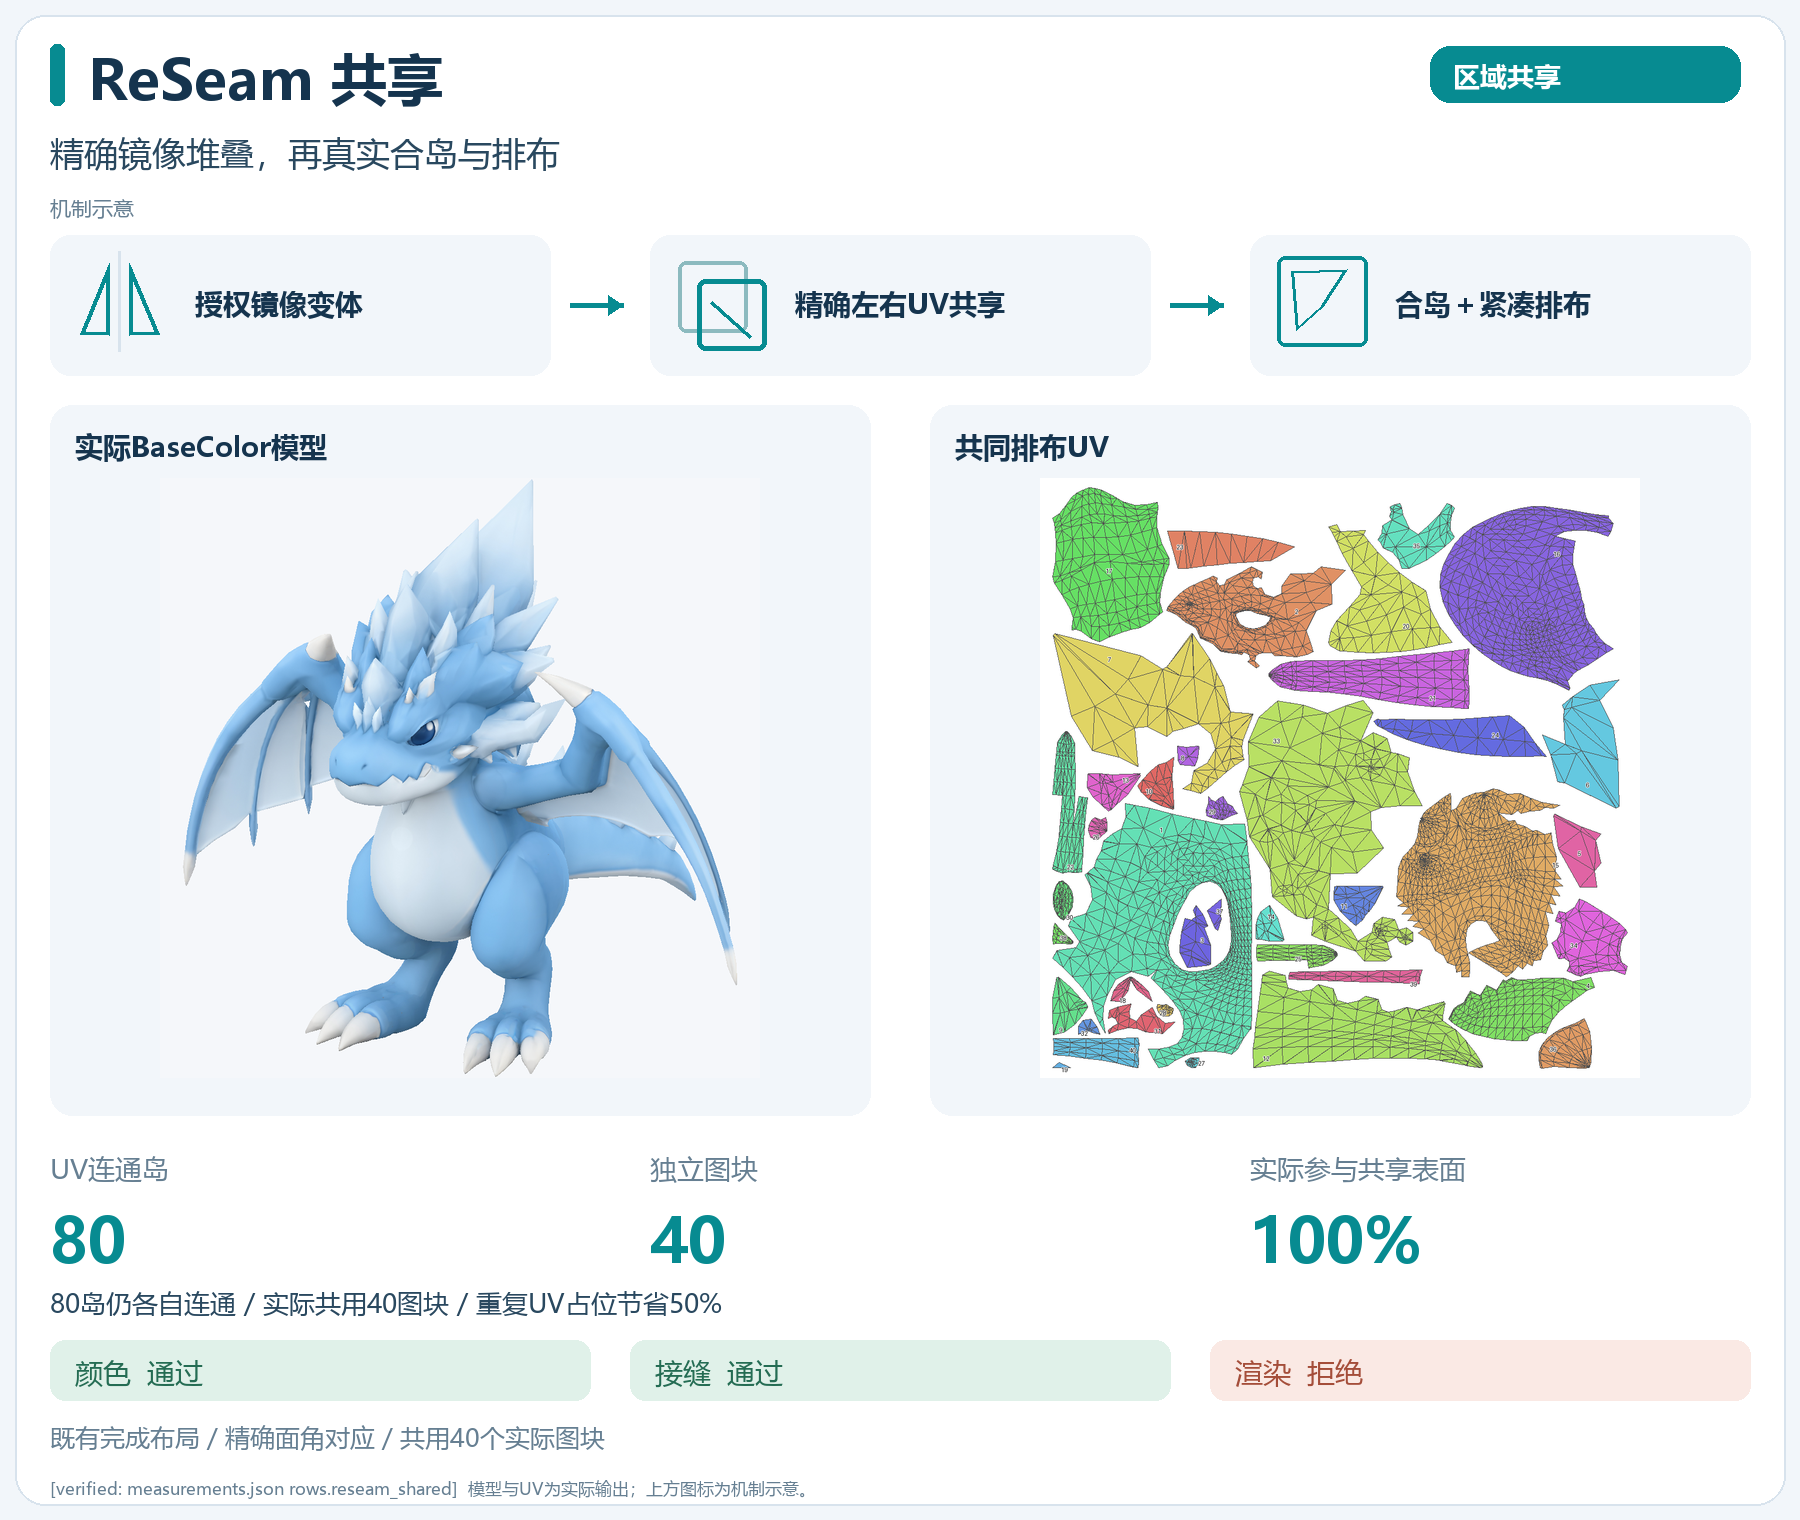 ReSeam 共享
区域共享
精确镜像堆叠，再真实合岛与排布
机制示意
授权镜像变体
精确左右UV共享
合岛＋紧凑排布
实际BaseColor模型
共同排布UV
UV连通岛
独立图块
实际参与共享表面
80
40
100%
80岛仍各自连通 / 实际共用40图块 / 重复UV占位节省50%
颜色 通过
接缝 通过
渲染 拒绝
既有完成布局 / 精确面角对应 / 共用40个实际图块
[verified: measurements.json rows.reseam_shared] 模型与UV为实际输出；上方图标为机制示意。